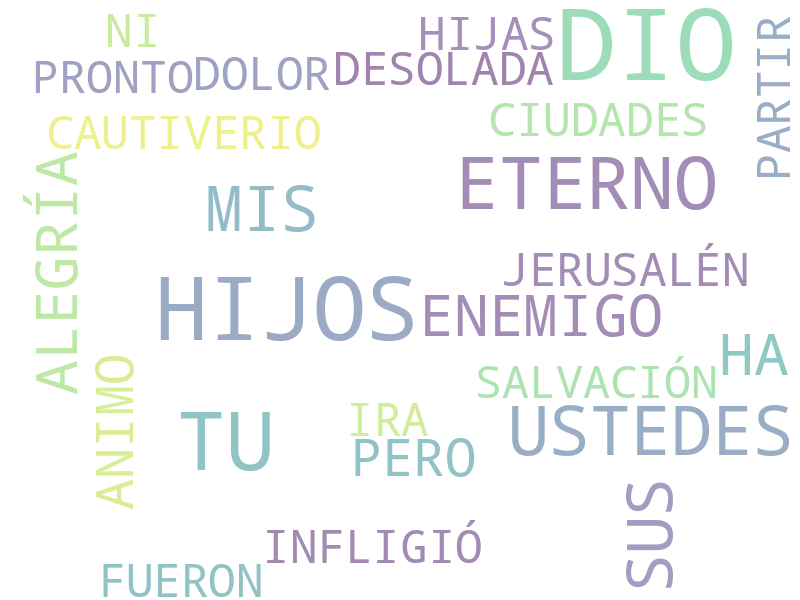 NI
HIJAS
DIO
PARTIR
PRONTO
DOLOR
DESOLADA
CAUTIVERIO
CIUDADES
ALEGRÍA
MIS
ETERNO
HIJOS
JERUSALÉN
ENEMIGO
HA
ANIMO
SALVACIÓN
TU
IRA
PERO
USTEDES
SUS
INFLIGIÓ
FUERON